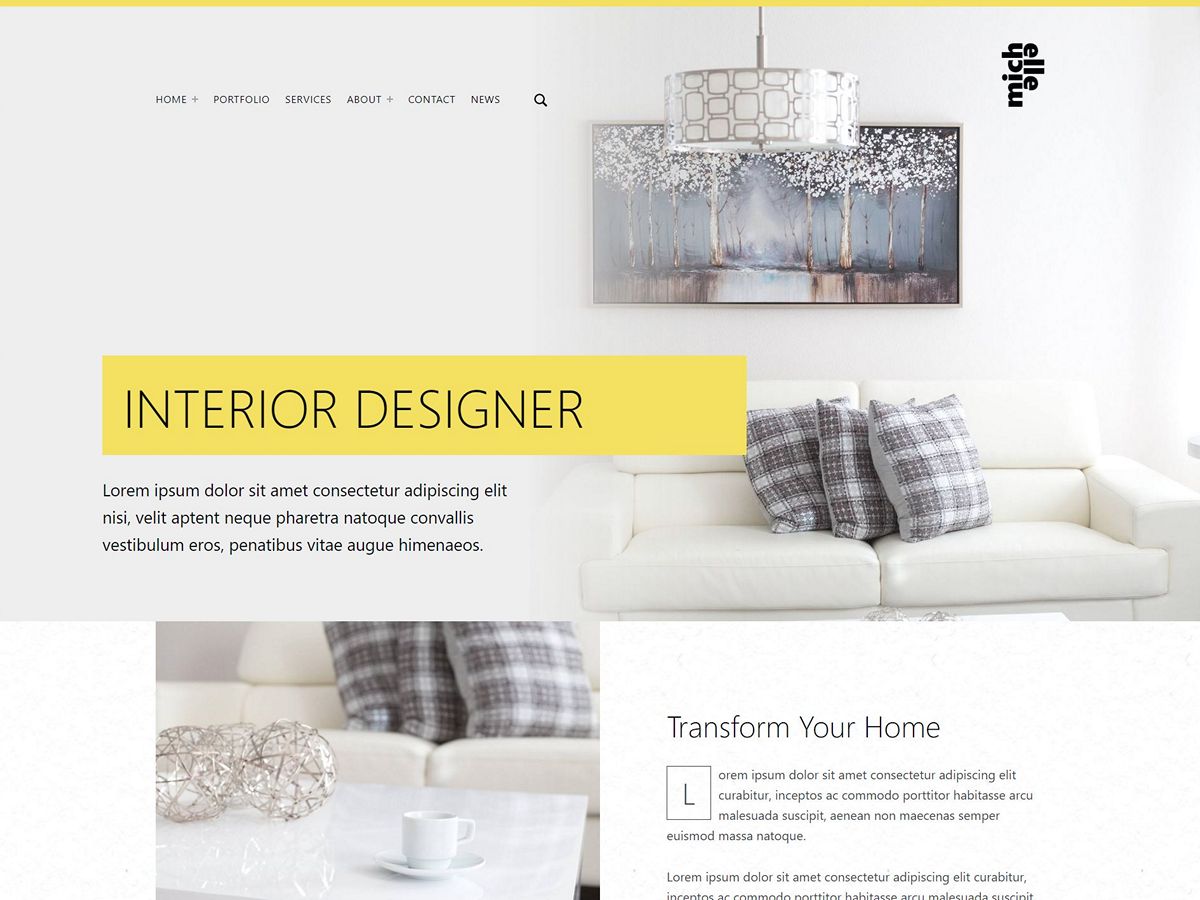 HOME + PORTFOLIO SERVICES ABOUT + CONTACT NEWS
mich
elle
INTERIOR DESIGNER
Lorem ipsum dolor sit amet consectetur adipiscing elit
nisi, velit aptent neque pharetra natoque convallis
vestibulum eros, penatibus vitae augue himenaeos.
Transform Your Home
Lorem ipsum dolor sit amet consectetur adipiscing elit
curabitur, inceptos ac commodo porttitor habitasse arcu
malesuada suscipit, aenean non maecenas semper
euismod massa natoque.
Lorem ipsum dolor sit amet consectetur adipiscing elit curabitur,
inceptos ac commodo porttitor habitasse arcu malesuada suscipit